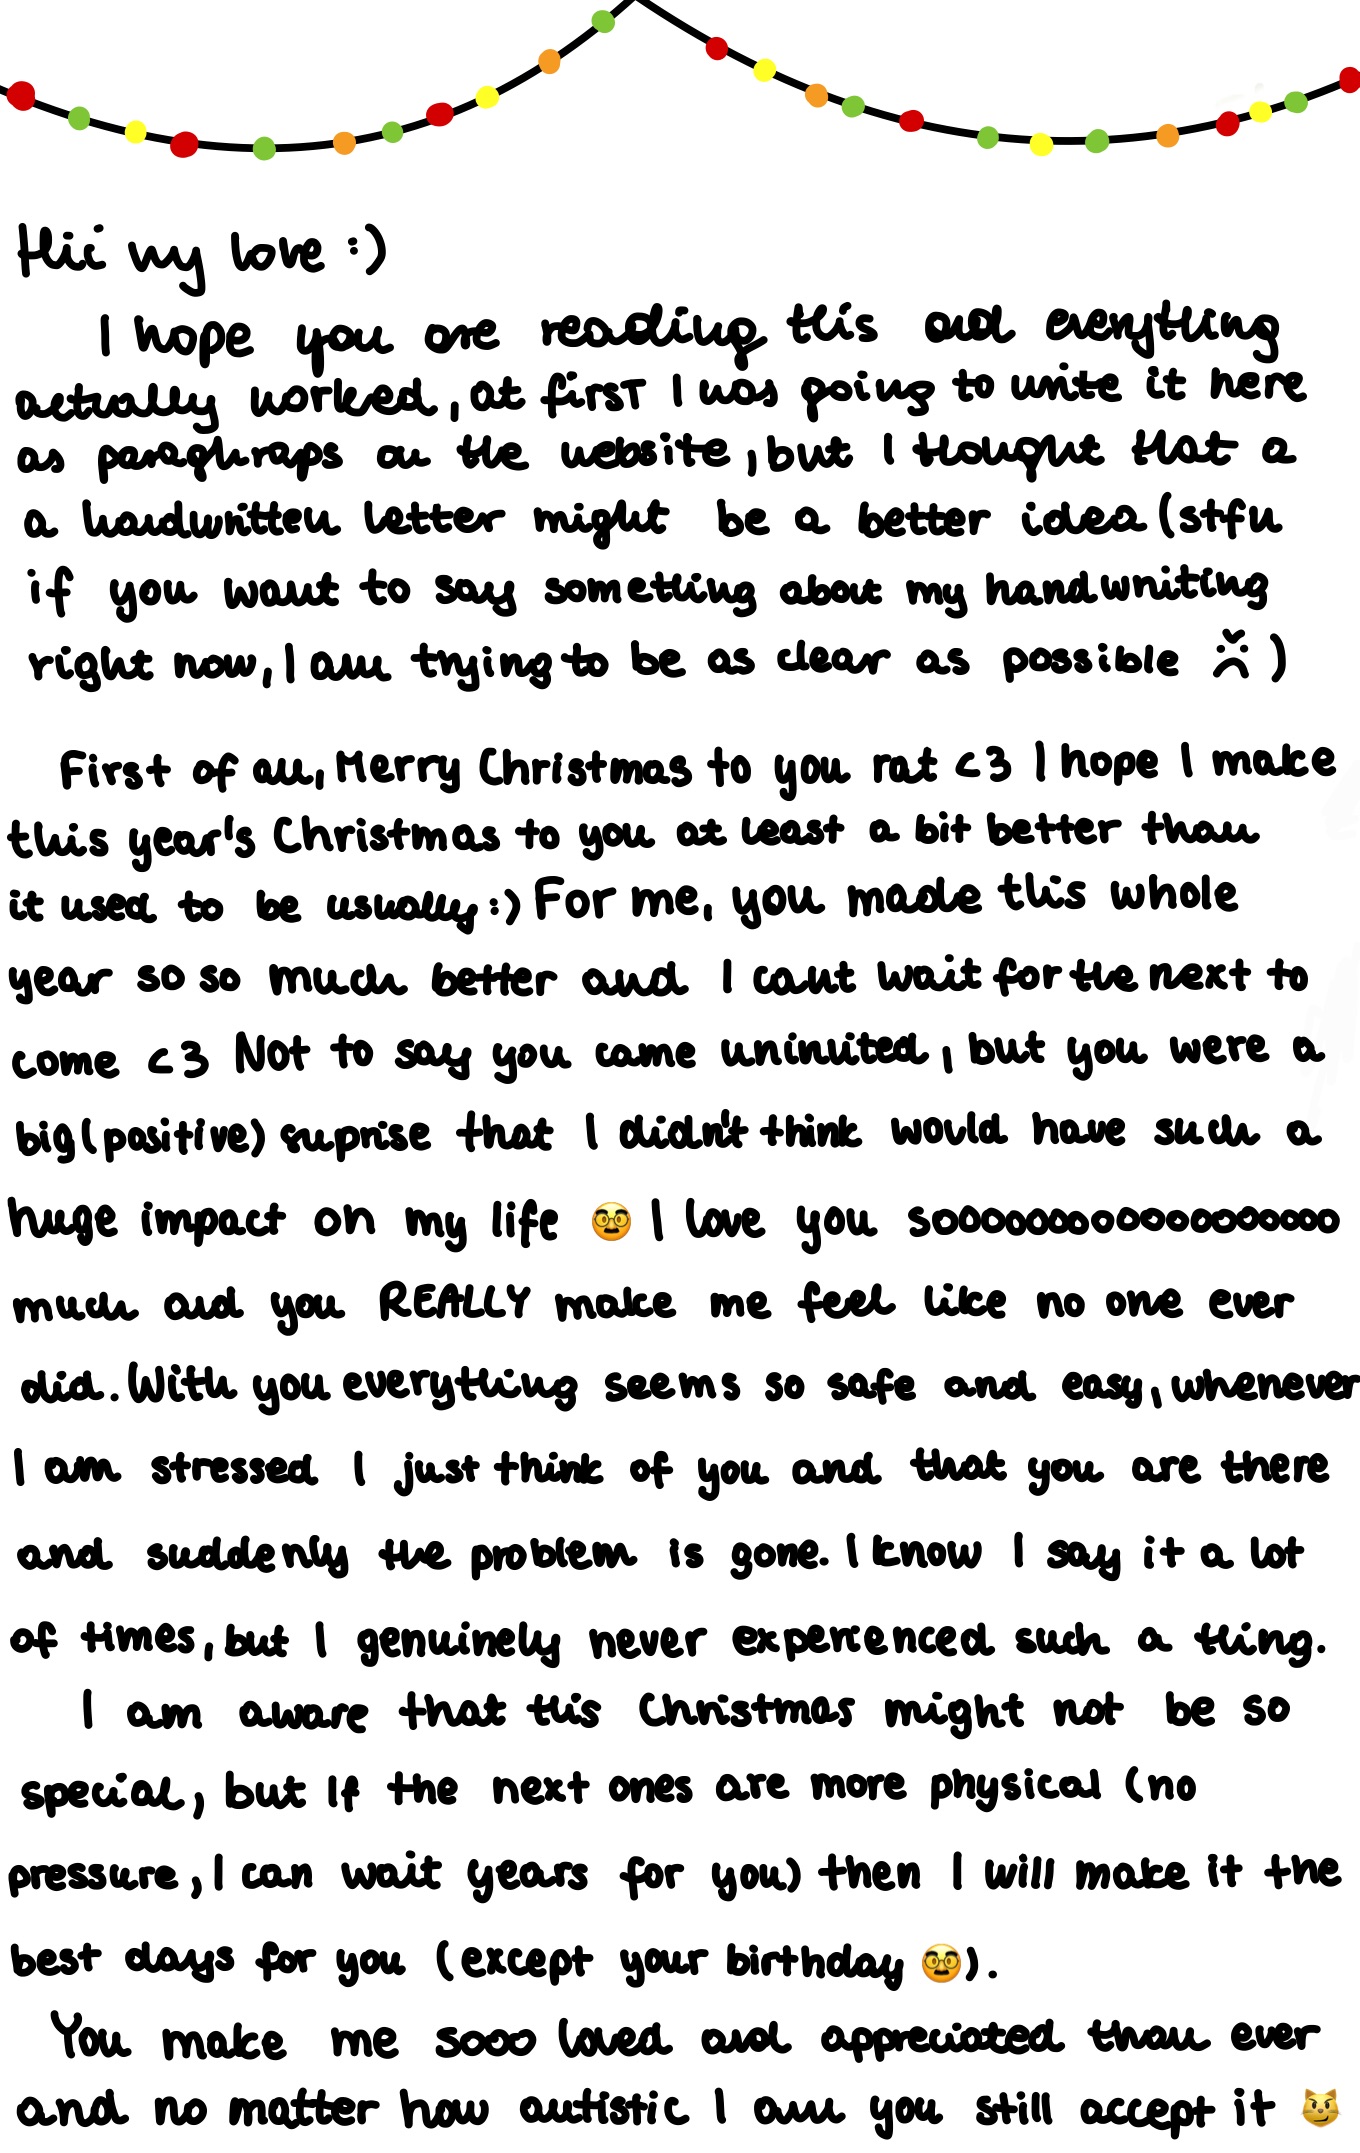 Hii my love :)
I hope you are reading this and everything
actually worked, at first I was going to write it here
as paraghraps on the website, but I thought that a
a handwritten letter might be a better idea (stfu
if you want to say something about my handwriting
right now, I am trying to be as clear as possible ☹)
First of all, Merry Christmas to you rat <3 I hope I make
this year's Christmas to you at least a bit better than
it used to be usually :) For me, you made this whole
year so so much better and I cant wait for the next to
come <3 Not to say you came uninvited, but you were a
big (positive) suprise that I didn't think would have such a
huge impact on my life 🥸 I love you sooooooooooooooooooo
much and you REALLY make me feel like no one ever
did. With you everything seems so safe and easy, whenever
I am stressed I just think of you and that you are there
and suddenly the problem is gone. I know I say it a lot
of times, but I genuinely never experienced such a thing.
I am aware that this Christmas might not be so
special, but If the next ones are more physical (no
pressure, I can wait years for you) then I will make it the
best days for you (except your birthday 🥸).
You make me sooo loved and appreciated than ever
and no matter how autistic I am you still accept it 😼